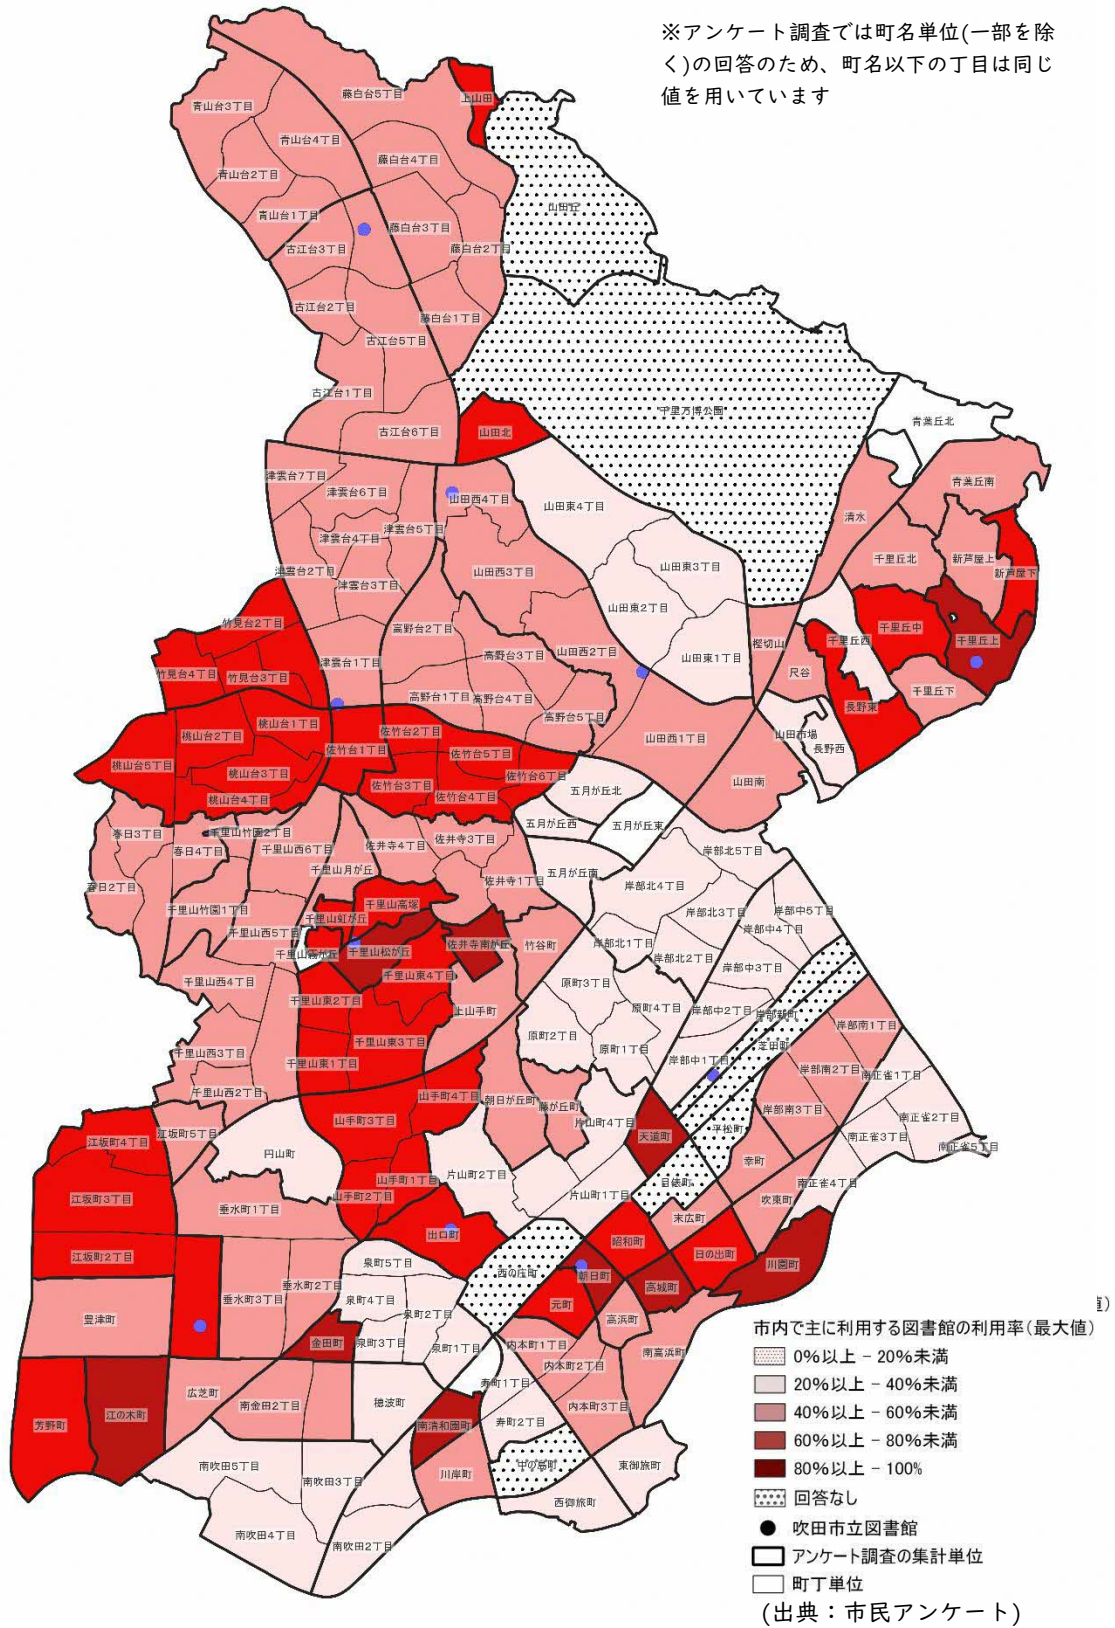 ※アンケート調査では町名単位(一部を除
く)の回答のため、町名以下の丁目は同じ
値を用いています
藤白台5丁目
上山田
青山台3丁目
青山台4丁目
藤白台4丁目
青山台2丁目
山田丘
青山台1丁目
藤白台3丁目
古江台3丁目
藤白台2丁目
古江台2丁目
藤白台1丁目
古江台5丁目
古江台1丁目
千里万博公園
青葉丘北
古江台6丁目
山田北
津雲台7丁目
青葉丘南
津雲台6丁目
山田西4丁目
山田東4丁目
清水
津雲台5丁目
津雲台4丁目
千里丘北
新芦屋上
山田東3丁目
津雲台2丁目
山田西3丁目
新芦屋下
津雲台3丁目
山田東2丁目
竹見台2丁目
高野台2丁目
千里丘中
千里丘西
千里丘上
樫切山
山田西2丁目
高野台3丁目
山田東1丁目
津雲台1丁目
竹見台4丁目
竹見台3丁目
尺谷
千里丘下
高野台1丁目
高野台4丁目
長野東
高野台5丁目
桃山台1丁目
佐竹台2丁目
桃山台2丁目
山田西1丁目
山田市場
佐竹台1丁目
佐竹台5丁目
長野西
桃山台5丁目
桃山台3丁目
佐竹台6丁目
山田南
佐竹台3丁目
五月が丘北
桃山台4丁目
佐竹台4丁目
五月が丘西
五月が丘東
春日3丁目
千里山竹園2丁目
佐井寺3丁目
佐井寺4丁目
千里山西6丁目
春日4丁目
岸部北5丁目
千里山月が丘
五月が丘南
佐井寺1丁目
春日2丁目
岸部北4丁目
千里山高塚
千里山竹園1丁目
岸部北3丁目
岸部中5丁目
千里山虹が丘
岸部中4丁目
千里山西5丁目
佐井寺南が丘
竹谷町
岸部北1丁目
千里山霧が丘
千里山松が丘
岸部北2丁目
岸部中3丁目
千里山東4丁目
千里山西4丁目
原町3丁目
千里山東2丁目
上山手町
原町4丁目
岸部中2丁目
岸部新町
岸部南1丁目
原町2丁目
千里山東3丁目
芝田町
千里山西3丁目
原町1丁目
岸部中1丁目
千里山東1丁目
岸部南2丁目
南正雀1丁目
千里山西2丁目
山手町4丁目
朝日が丘町
藤が丘町
岸部南3丁目
南正雀2丁目
山手町3丁目
片山町4丁目
平松町
江坂町5丁目
天道町
南正雀3丁目
江坂町4丁目
南正雀5丁目
円山町
幸町
片山町2丁目
山手町1丁目
目俵町
南正雀4丁目
片山町1丁目
山手町2丁目
江坂町3丁目
吹東町
垂水町1丁目
末広町
出口町
昭和町
江坂町2丁目
日の出町
泉町5丁目
川園町
西の庄町
朝日町
垂水町2丁目
高城町
垂水町3丁目
泉町4丁目
元町
泉町2丁目
豊津町
高浜町
金田町
泉町3丁目
泉町1丁目
内本町1丁目
南高浜町
内本町2丁目
寿町1丁目
広芝町
穂波町
南金田2丁目
内本町3丁目
江の木町
芳野町
南清和園町
寿町2丁目
南吹田5丁目
中の島町
東御旅町
川岸町
南吹田3丁目
西御旅町
南吹田4丁目
南吹田2丁目
値)
市内で主に利用する図書館の利用率(最大値)
0%以上 - 20%未満
20%以上 - 40%未満
40%以上 - 60%未満
60%以上 - 80%未満
80%以上 - 100%
回答なし
吹田市立図書館
アンケート調査の集計単位
町丁単位
(出典：市民アンケート)